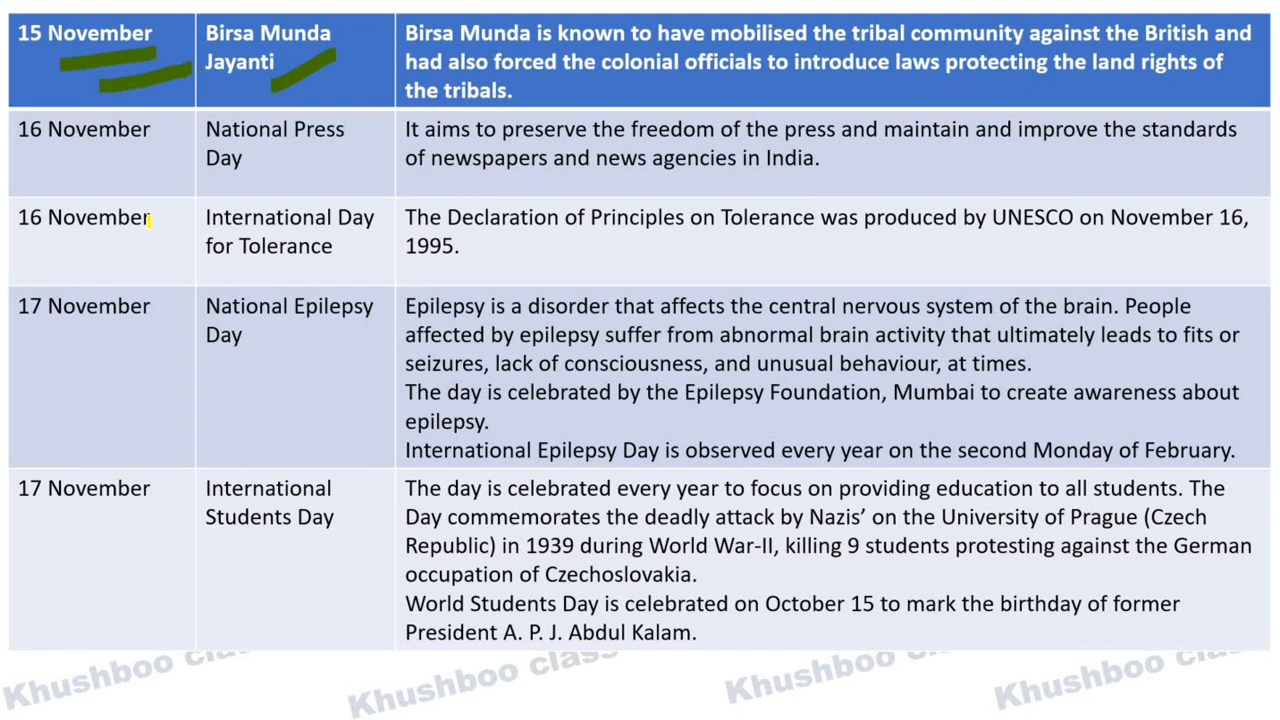 15 November
Birsa Munda
Jayanti
Birsa Munda is known to have mobilised the tribal community against the British and
had also forced the colonial officials to introduce laws protecting the land rights of
the tribals.
16 November
National Press
Day
It aims to preserve the freedom of the press and maintain and improve the standards
of newspapers and news agencies in India.
16 November
International Day
for Tolerance
The Declaration of Principles on Tolerance was produced by UNESCO on November 16,
1995.
17 November
National Epilepsy
Day
Epilepsy is a disorder that affects the central nervous system of the brain. People
affected by epilepsy suffer from abnormal brain activity that ultimately leads to fits or
seizures, lack of consciousness, and unusual behaviour, at times.
The day is celebrated by the Epilepsy Foundation, Mumbai to create awareness about
epilepsy.
International Epilepsy Day is observed every year on the second Monday of February.
17 November
International
Students Day
The day is celebrated every year to focus on providing education to all students. The
Day commemorates the deadly attack by Nazis’ on the University of Prague (Czech
Republic) in 1939 during World War-II, killing 9 students protesting against the German
occupation of Czechoslovakia.
World Students Day is celebrated on October 15 to mark the birthday of former
President A. P. J. Abdul Kalam.
Khushboo
Khushboo
Khushboo
Khushboo